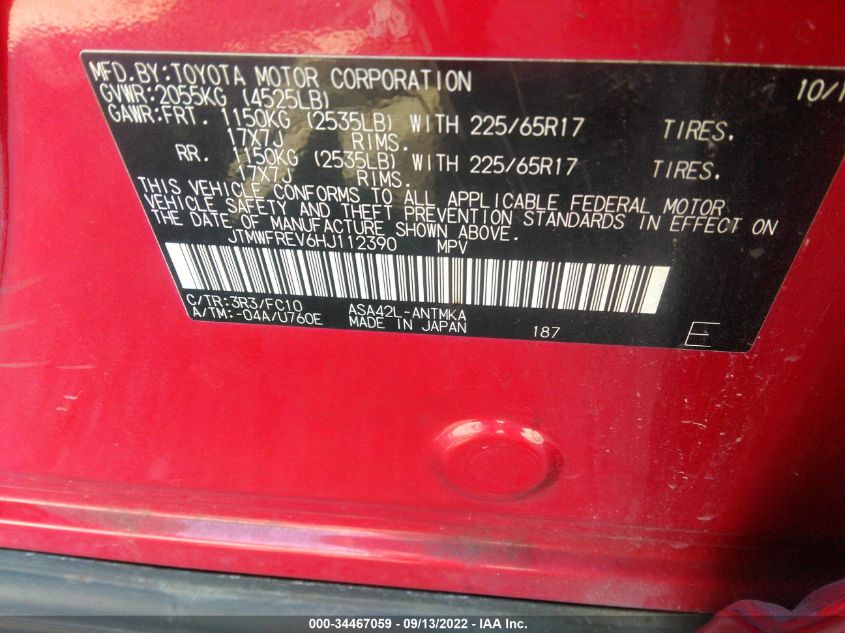 MFD.BY:TOYOTA MOTOR CORPORATION 10/1
GVWR:2055KG (4525LB)
GAWR:FRT. 1150KG (2535LB) WITH 225/65R17 TIRES.
17X7J RIMS.
RR. 1150KG (2535LB) WITH 225/65R17 TIRES.
17X7J RIMS.
THIS VEHICLE CONFORMS TO ALL APPLICABLE FEDERAL MOTOR
VEHICLE SAFETY AND THEFT PREVENTION STANDARDS IN EFFECT ON
THE DATE OF MANUFACTURE SHOWN ABOVE.
JTMWFREV6HJ112390 MPV
C/TR:3R3/FC10 ASA42L-ANTMKA
A/TM:-04A/U760E MADE IN JAPAN 187 E
000-34467059 - 09/13/2022 - IAA Inc.